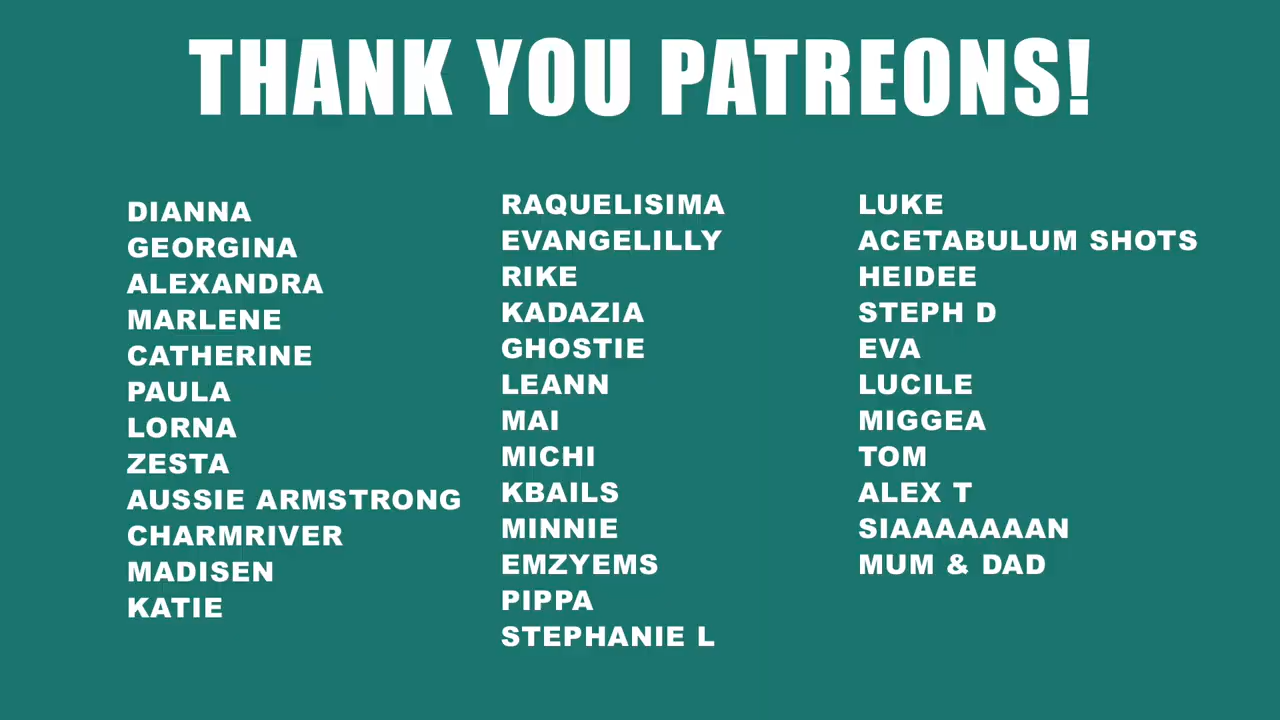 THANK YOU PATREONS!
DIANNA
GEORGINA
ALEXANDRA
MARLENE
CATHERINE
PAULA
LORNA
ZESTA
AUSSIE ARMSTRONG
CHARMRIVER
MADISEN
KATIE
RAQUELISIMA
EVANGELILLY
RIKE
KADAZIA
GHOSTIE
LEANN
MAI
MICHI
KBAILS
MINNIE
EMZYEMS
PIPPA
STEPHANIE L
LUKE
ACETABULUM SHOTS
HEIDEE
STEPH D
EVA
LUCILE
MIGGEA
TOM
ALEX T
SIAAAAAAAN
MUM & DAD